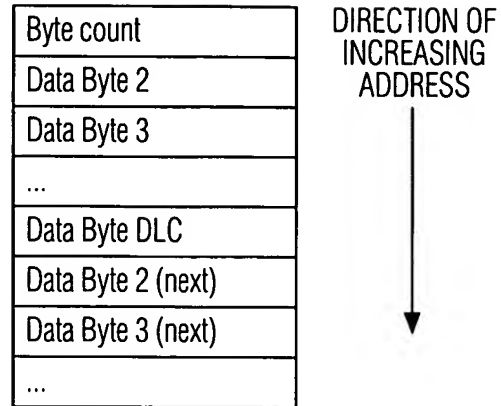 Byte count
Data Byte 2
Data Byte 3
...
Data Byte DLC
Data Byte 2 (next)
Data Byte 3 (next)
...
DIRECTION OF
INCREASING
ADDRESS